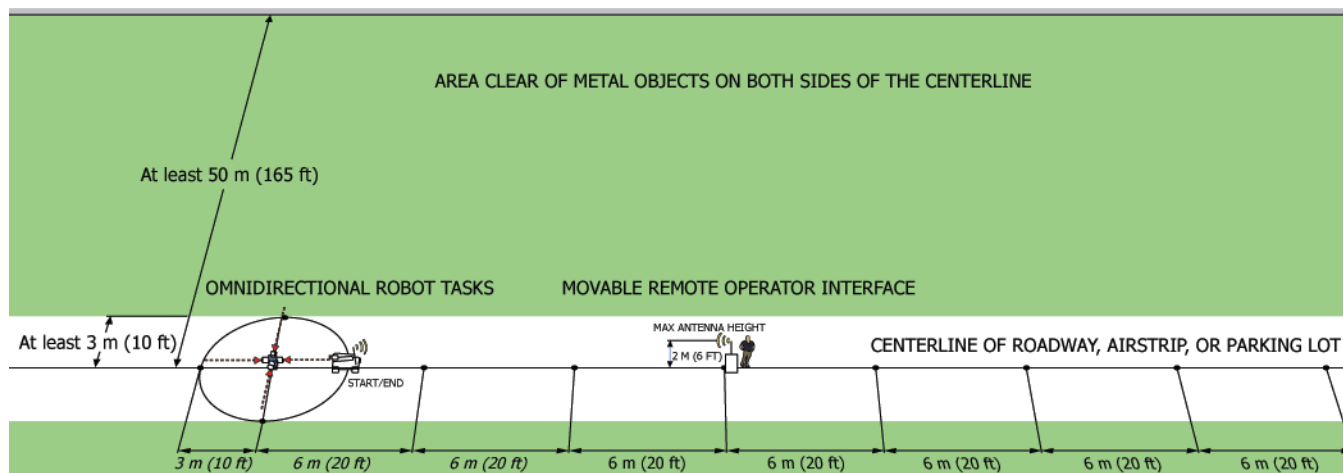 AREA CLEAR OF METAL OBJECTS ON BOTH SIDES OF THE CENTERLINE
At least 50 m (165 ft)
OMNIDIRECTIONAL ROBOT TASKS
MOVABLE REMOTE OPERATOR INTERFACE
At least 3 m (10 ft)
MAX ANTENNA HEIGHT
2 M (6 FT)
CENTERLINE OF ROADWAY, AIRSTRIP, OR PARKING LOT
START/END
3 m (10 ft)
6 m (20 ft)
6 m (20 ft)
6 m (20 ft)
6 m (20 ft)
6 m (20 ft)
6 m (20 ft)
6 m (20 ft)